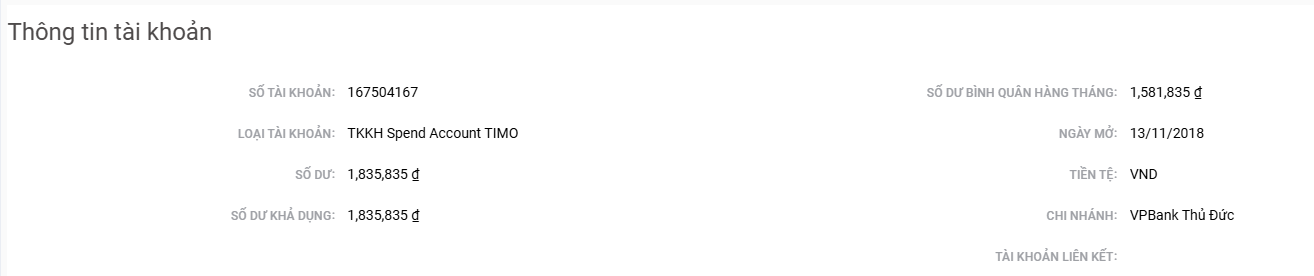 Thông tin tài khoản
SỐ TÀI KHOẢN: 167504167
LOẠI TÀI KHOẢN: TKKH Spend Account TIMO
SỐ DƯ: 1,835,835 ₫
SỐ DƯ KHẢ DỤNG: 1,835,835 ₫
SỐ DƯ BÌNH QUÂN HÀNG THÁNG: 1,581,835 ₫
NGÀY MỞ: 13/11/2018
TIỀN TỆ: VND
CHI NHÁNH: VPBank Thủ Đức
TÀI KHOẢN LIÊN KẾT: